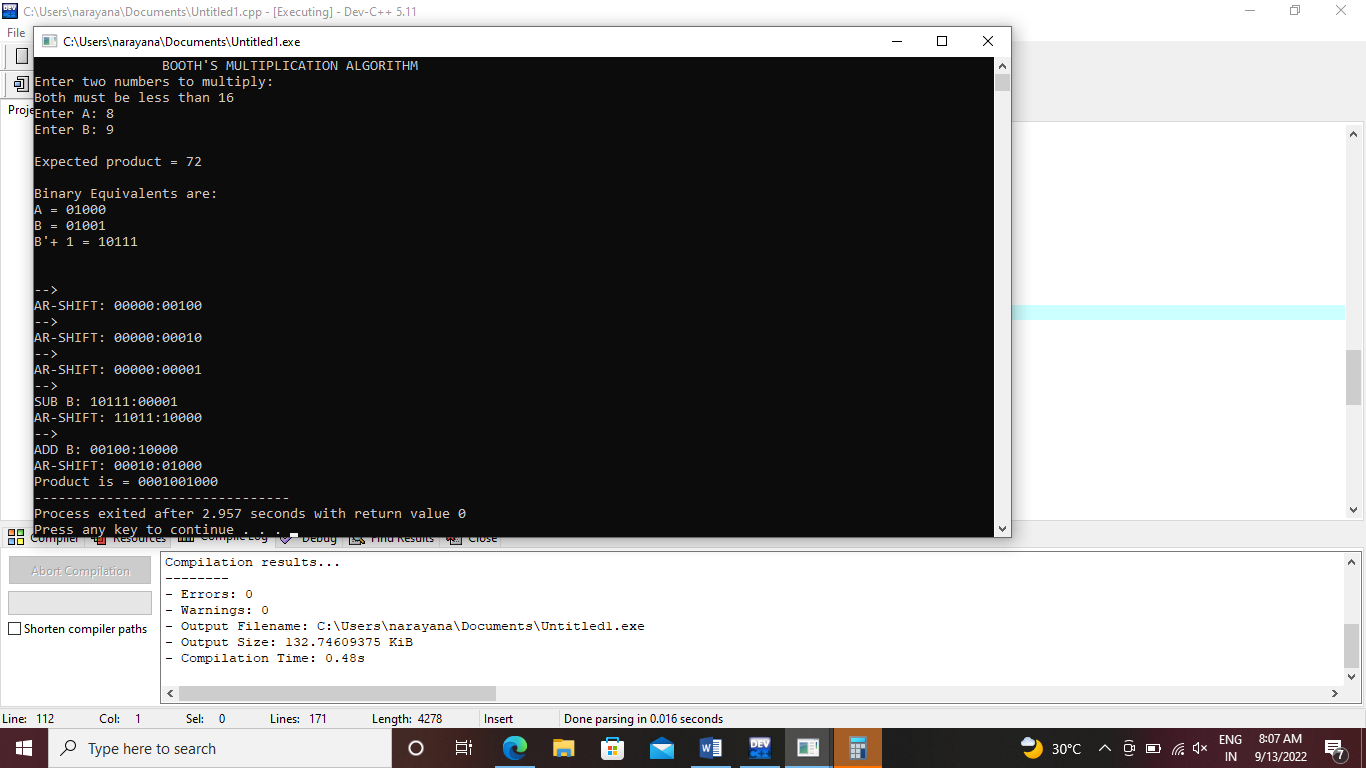 C:\Users\narayana\Documents\Untitled1.cpp - [Executing] - Dev-C++ 5.11
File
C:\Users\narayana\Documents\Untitled1.exe
BOOTH'S MULTIPLICATION ALGORITHM
Enter two numbers to multiply:
Both must be less than 16
Enter A: 8
Enter B: 9
Expected product = 72
Binary Equivalents are:
A = 01000
B = 01001
B'+ 1 = 10111
-->
AR-SHIFT: 00000:00100
-->
AR-SHIFT: 00000:00010
-->
AR-SHIFT: 00000:00001
-->
SUB B: 10111:00001
AR-SHIFT: 11011:10000
-->
ADD B: 00100:10000
AR-SHIFT: 00010:01000
Product is = 0001001000
--------------------------------
Process exited after 2.957 seconds with return value 0
Press any key to continue . . .
Proje
Compiler Resources Compile Log Debug Find Results Close
Abort Compilation
Shorten compiler paths
Compilation results...
--------
- Errors: 0
- Warnings: 0
- Output Filename: C:\Users\narayana\Documents\Untitled1.exe
- Output Size: 132.74609375 KiB
- Compilation Time: 0.48s
Line: 112 Col: 1 Sel: 0 Lines: 171 Length: 4278 Insert Done parsing in 0.016 seconds
Type here to search
DEV
30°C
ENG
IN
8:07 AM
9/13/2022
7